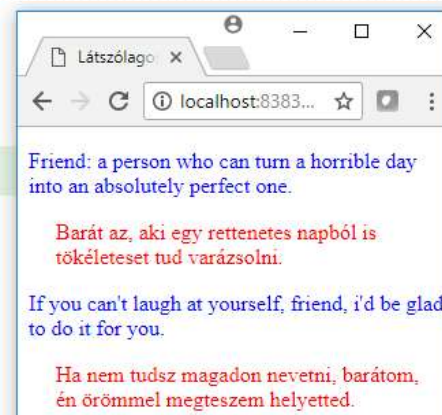 Látszólago
localhost:8383...
Friend: a person who can turn a horrible day
into an absolutely perfect one.
Barát az, aki egy rettenetes napból is
tökéleteset tud varázsolni.
If you can't laugh at yourself, friend, i'd be glad
to do it for you.
Ha nem tudsz magadon nevetni, barátom,
én örömmel megteszem helyetted.